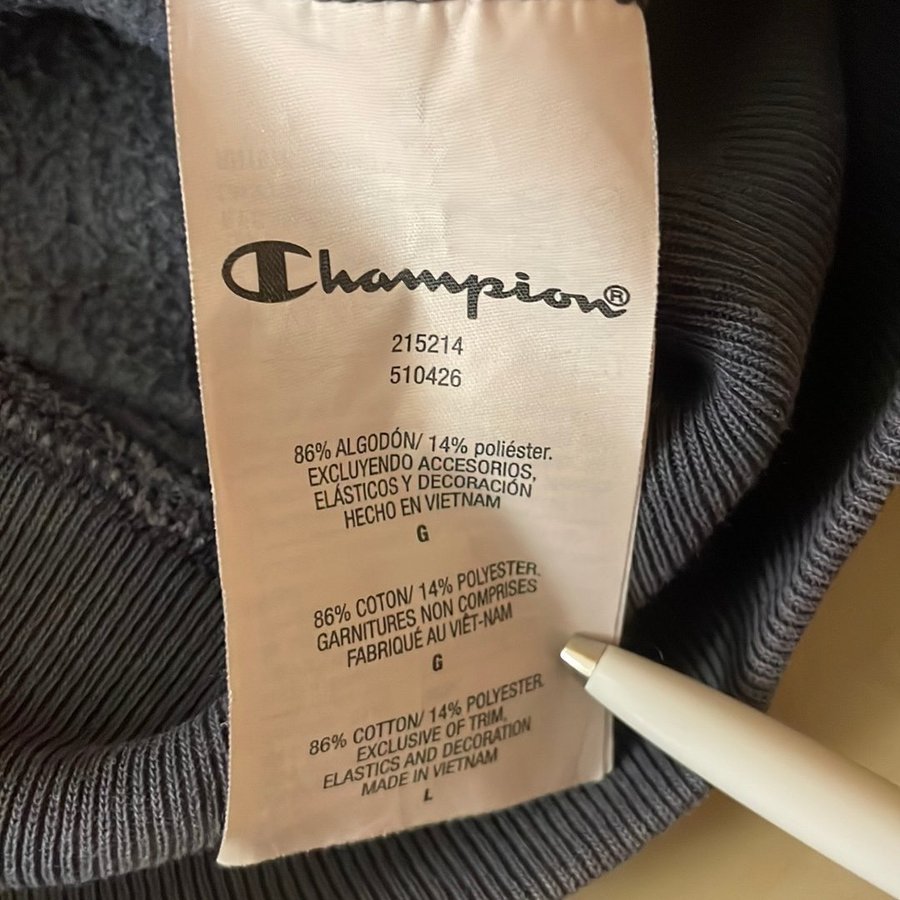 Champion®
215214
510426
86% ALGODÓN/ 14% poliéster.
EXCLUYENDO ACCESORIOS,
ELÁSTICOS Y DECORACIÓN
HECHO EN VIETNAM
G
86% COTON/ 14% POLYESTER.
GARNITURES NON COMPRISES
FABRIQUÉ AU VIÊT-NAM
G
86% COTTON/ 14% POLYESTER.
EXCLUSIVE OF TRIM,
ELASTICS AND DECORATION
MADE IN VIETNAM
L